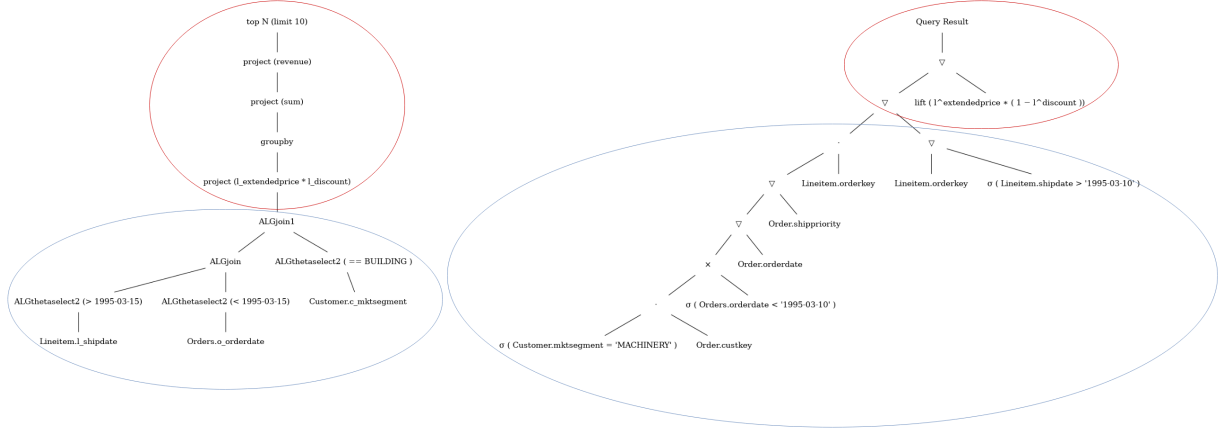 top N (limit 10)
project (revenue)
project (sum)
groupby
project (l_extendedprice * l_discount)
ALGjoin1
ALGjoin
ALGthetaselect2 ( == BUILDING )
ALGthetaselect2 (> 1995-03-15)
ALGthetaselect2 (< 1995-03-15)
Customer.c_mktsegment
Lineitem.l_shipdate
Orders.o_orderdate
Query Result
▽
▽
lift ( l^extendedprice ∗ ( 1 − l^discount ))
·
▽
▽
Lineitem.orderkey
Lineitem.orderkey
σ ( Lineitem.shipdate > '1995-03-10' )
▽
Order.shippriority
×
Order.orderdate
·
σ ( Orders.orderdate < '1995-03-10' )
σ ( Customer.mktsegment = 'MACHINERY' )
Order.custkey